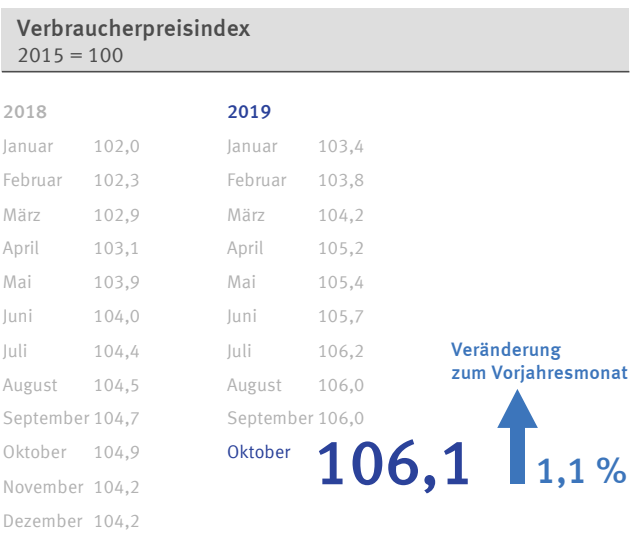 Verbraucherpreisindex
2015 = 100
2018
Januar 102,0
Februar 102,3
März 102,9
April 103,1
Mai 103,9
Juni 104,0
Juli 104,4
August 104,5
September 104,7
Oktober 104,9
November 104,2
Dezember 104,2
2019
Januar 103,4
Februar 103,8
März 104,2
April 105,2
Mai 105,4
Juni 105,7
Juli 106,2
August 106,0
September 106,0
Oktober 106,1
Veränderung
zum Vorjahresmonat
1,1 %